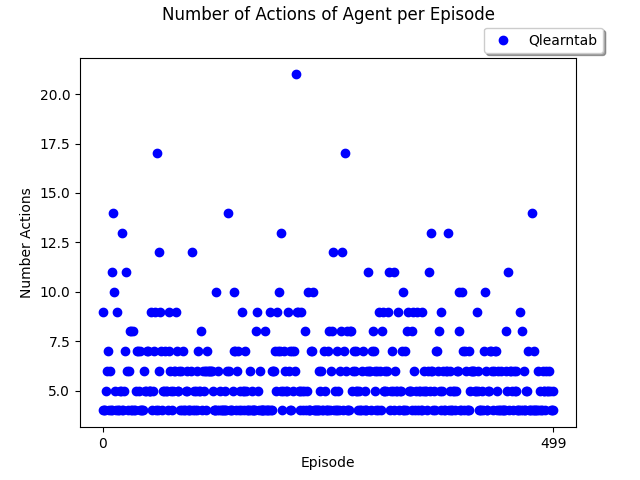 Number of Actions of Agent per Episode
Qlearntab
20.0
17.5
15.0
12.5
10.0
7.5
5.0
Number Actions
0
499
Episode